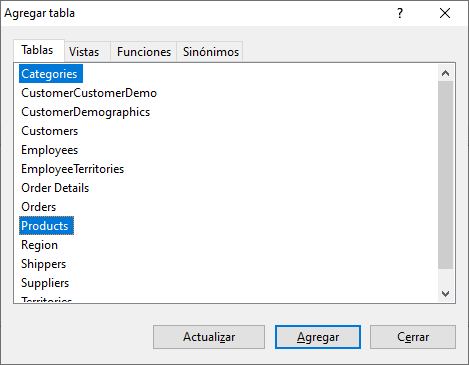 Agregar tabla
?
Tablas Vistas Funciones Sinónimos
Categories
CustomerCustomerDemo
CustomerDemographics
Customers
Employees
EmployeeTerritories
Order Details
Orders
Products
Region
Shippers
Suppliers
Territories
Actualizar Agregar Cerrar